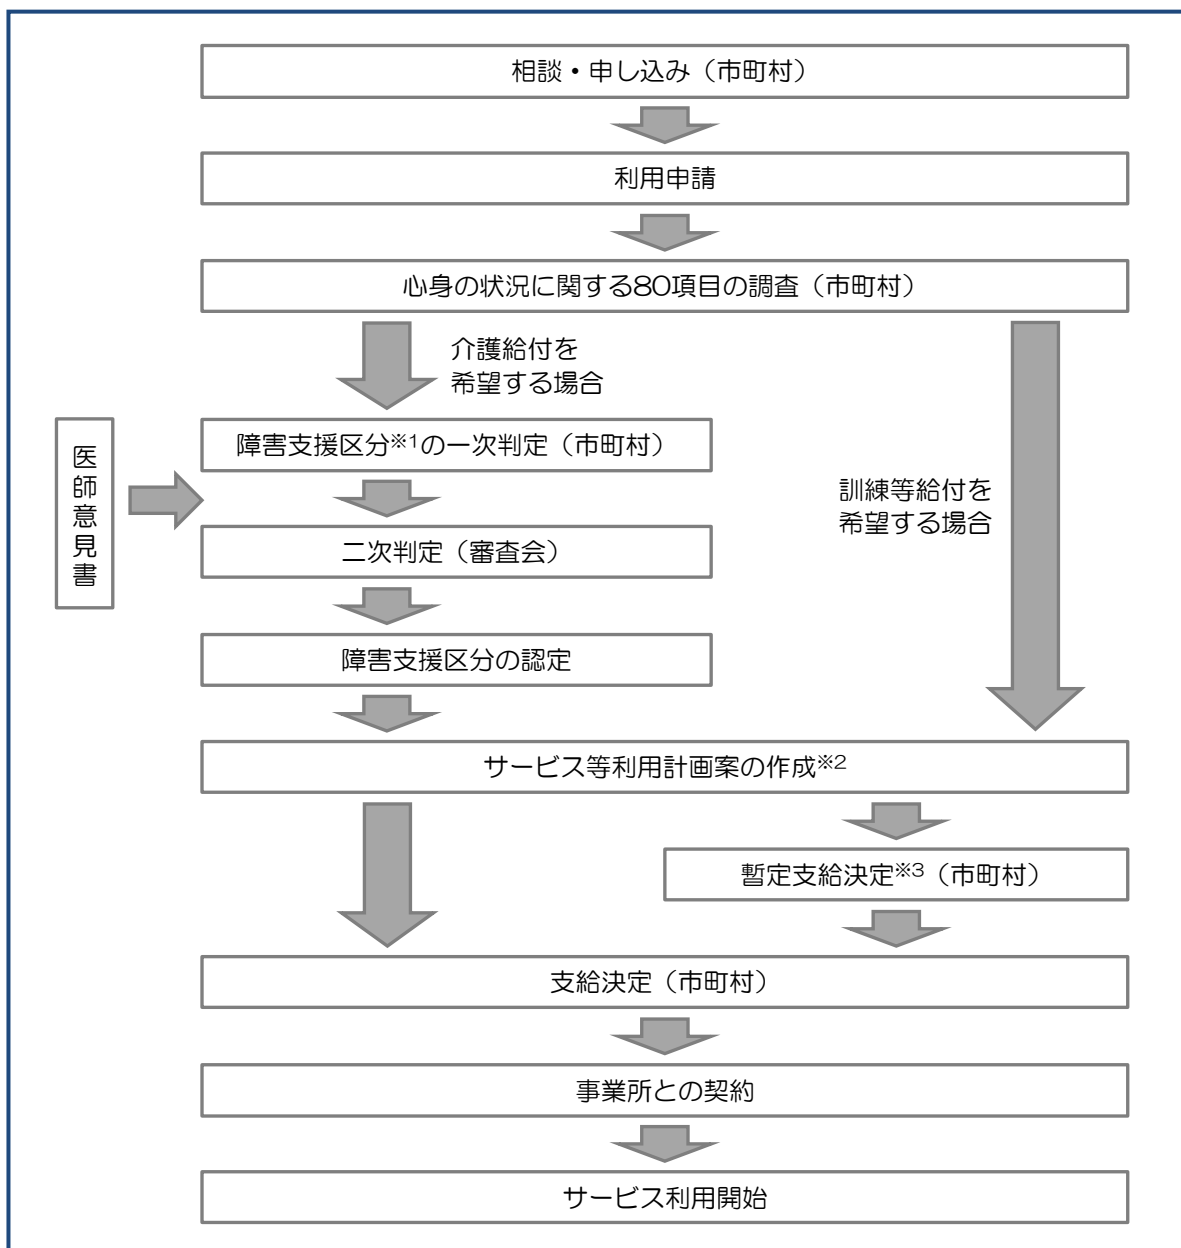 相談・申し込み（市町村）
利用申請
心身の状況に関する80項目の調査（市町村）
介護給付を
希望する場合
障害支援区分※1の一次判定（市町村）
医師意見書
訓練等給付を
希望する場合
二次判定（審査会）
障害支援区分の認定
サービス等利用計画案の作成※2
暫定支給決定※3（市町村）
支給決定（市町村）
事業所との契約
サービス利用開始